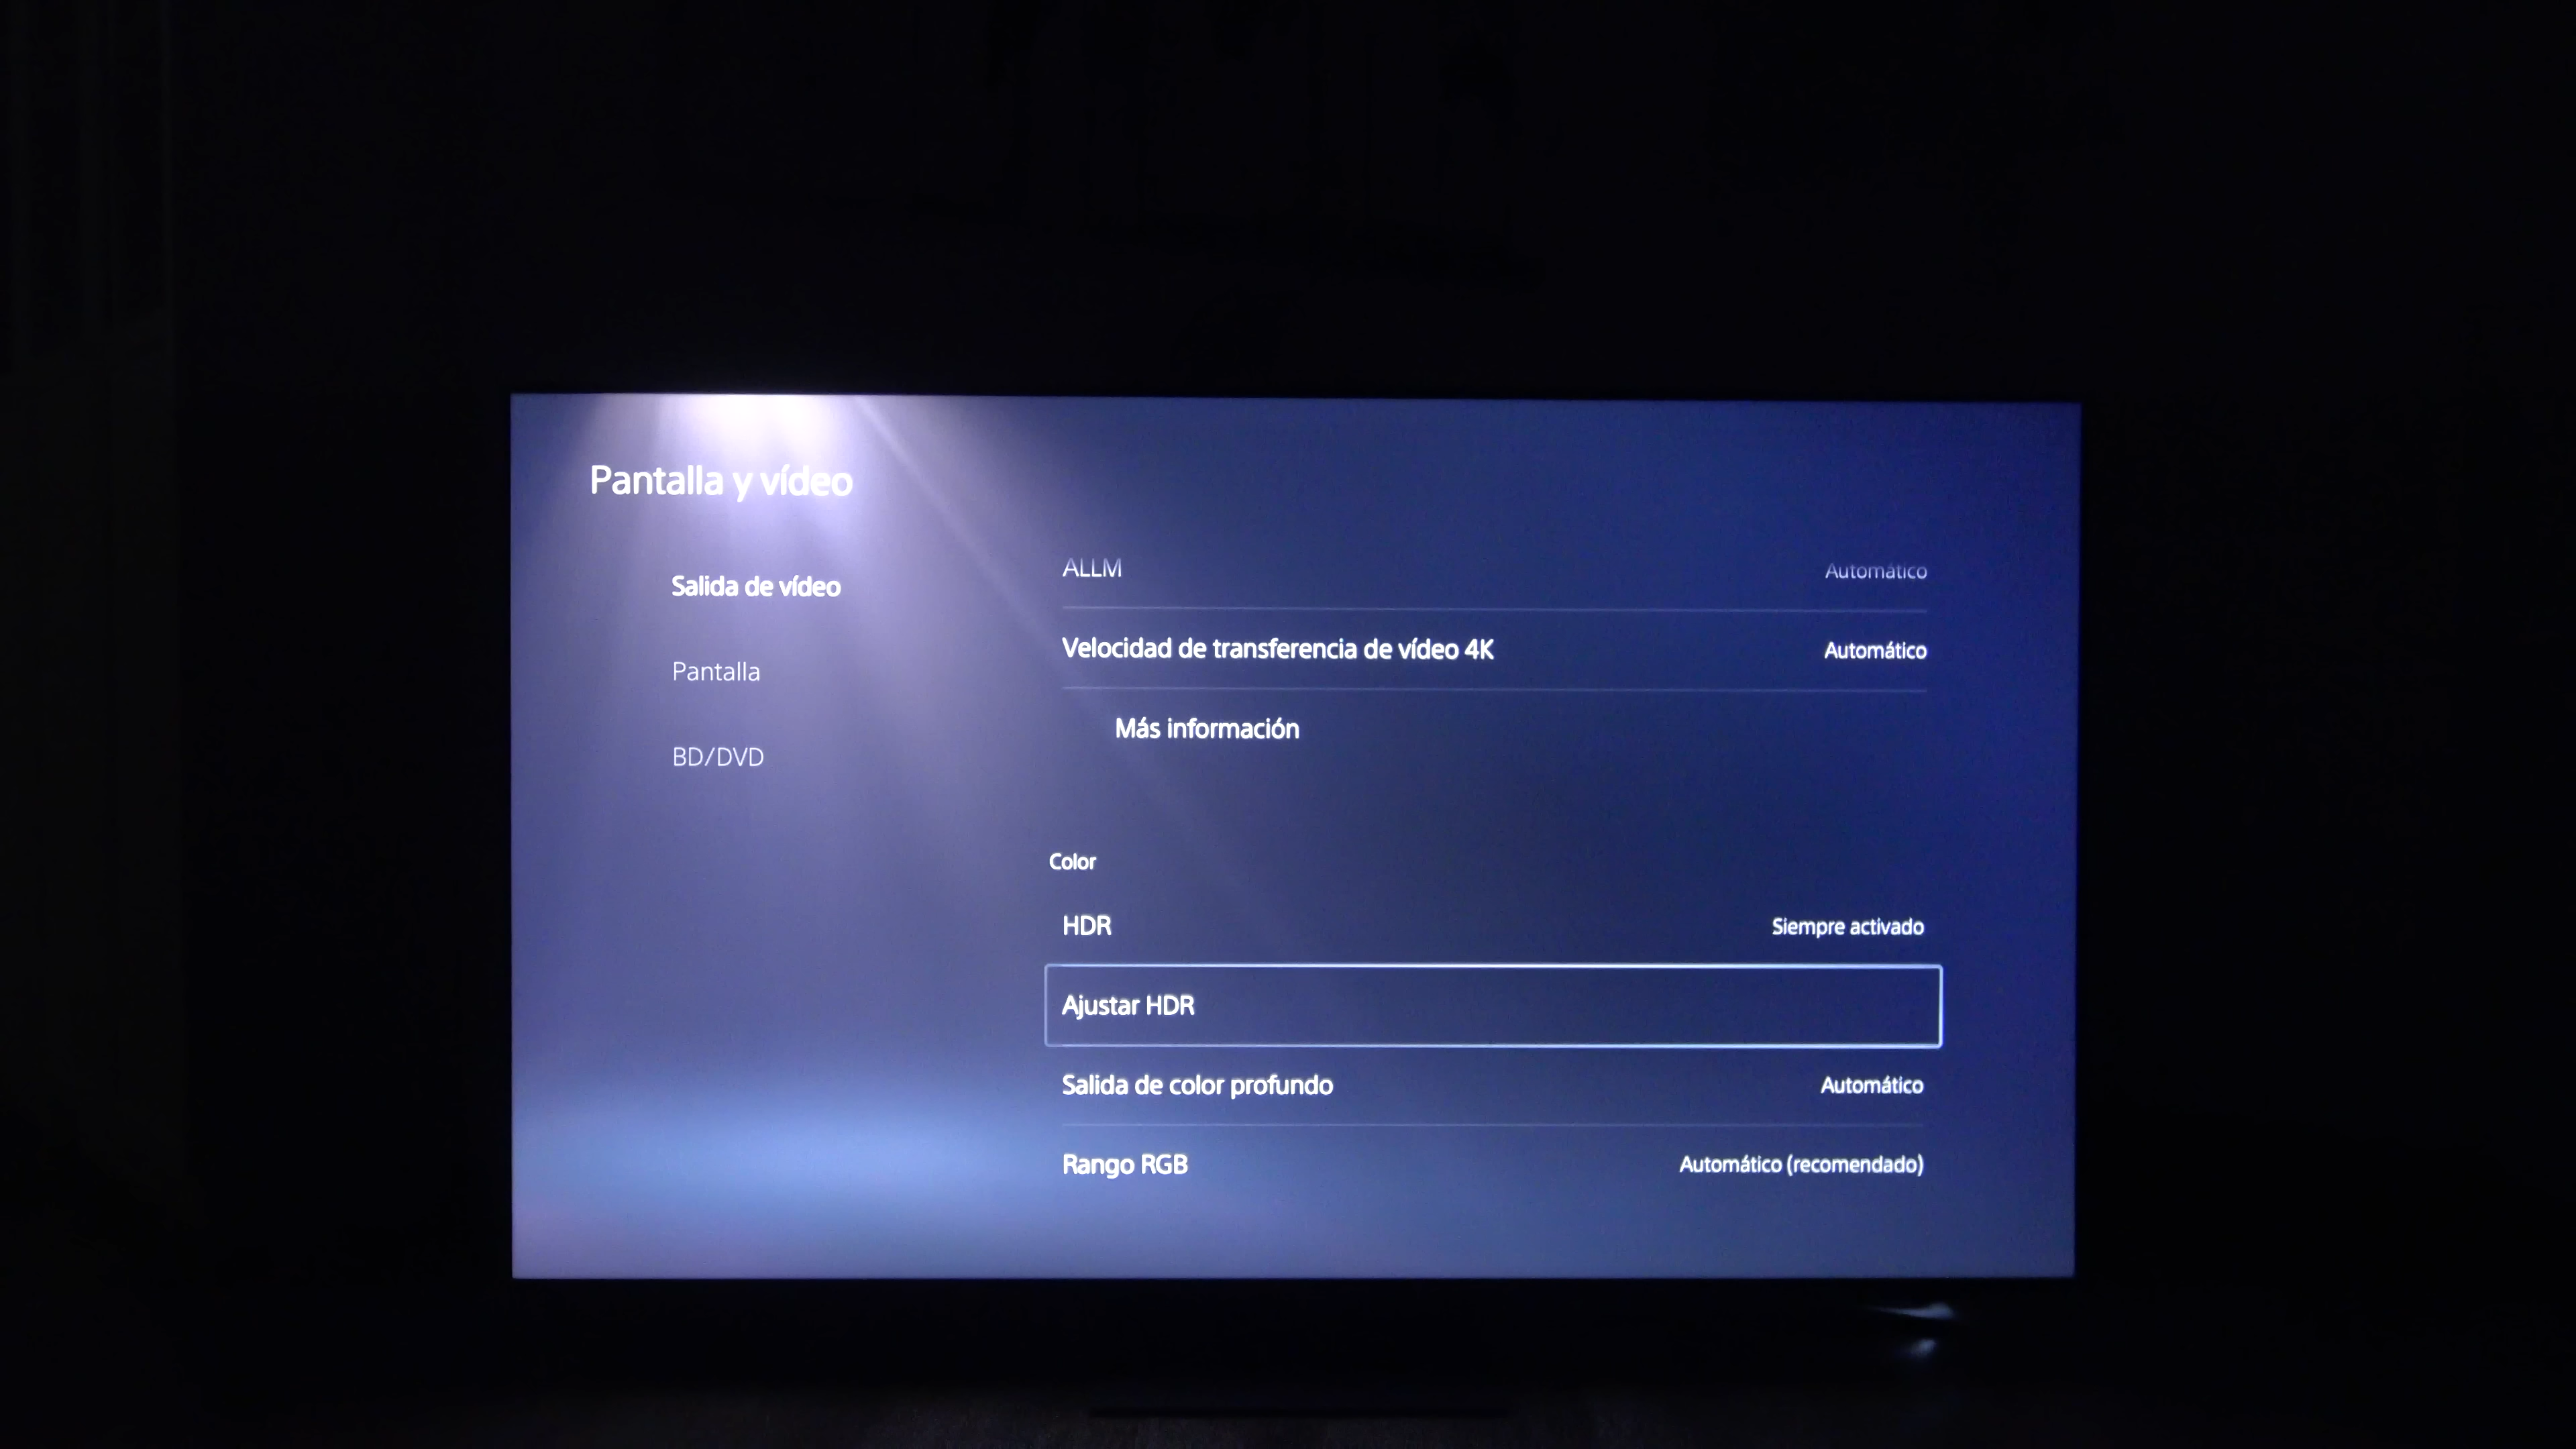 Pantalla y vídeo
Salida de vídeo
Pantalla
BD/DVD
ALLM Automático
Velocidad de transferencia de vídeo 4K Automático
Más información
Color
HDR Siempre activado
Ajustar HDR
Salida de color profundo Automático
Rango RGB Automático (recomendado)